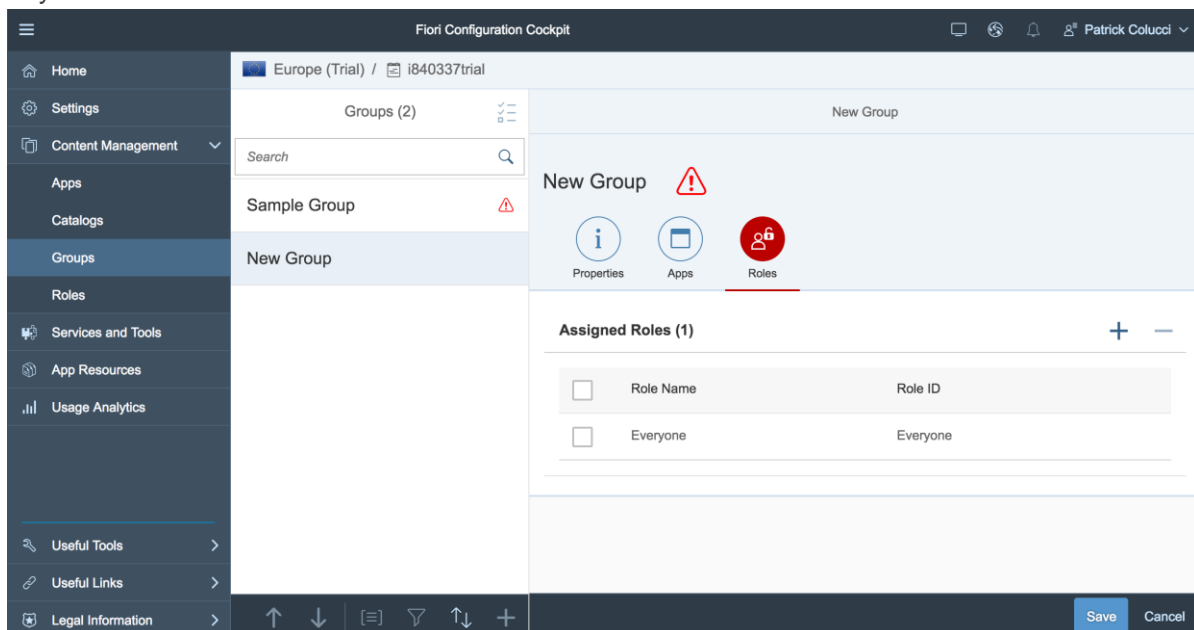 Fiori Configuration Cockpit
Patrick Colucci
Home
Settings
Content Management
Apps
Catalogs
Groups
Roles
Services and Tools
App Resources
Usage Analytics
Useful Tools
Useful Links
Legal Information
Europe (Trial) / i840337trial
Groups (2)
Search
Sample Group
New Group
New Group
New Group
Properties Apps Roles
Assigned Roles (1)
Role Name Role ID
Everyone Everyone
Save Cancel